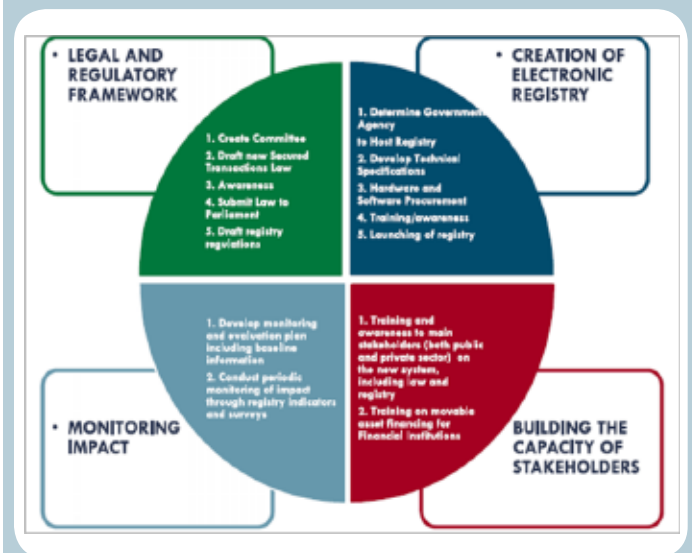 • LEGAL AND
REGULATORY
FRAMEWORK
1. Create Committee
2. Draft new Secured
Transactions Law
3. Awareness
4. Submit Law to
Parliament
5. Draft registry
regulations
• CREATION OF
ELECTRONIC
REGISTRY
1. Determine Government
Agency
to Host Registry
2. Develop Technical
Specifications
3. Hardware and
Software Procurement
4. Training/awareness
5. Launching of registry
1. Develop monitoring
and evaluation plan
including baseline
information
2. Conduct periodic
monitoring of impact
through registry indicators
and surveys
• MONITORING
IMPACT
1. Training and
awareness to main
stakeholders (both public
and private sector) on
the new system,
including law and
registry
2. Training on movable
asset financing for
Financial Institutions
BUILDING THE
CAPACITY OF
STAKEHOLDERS